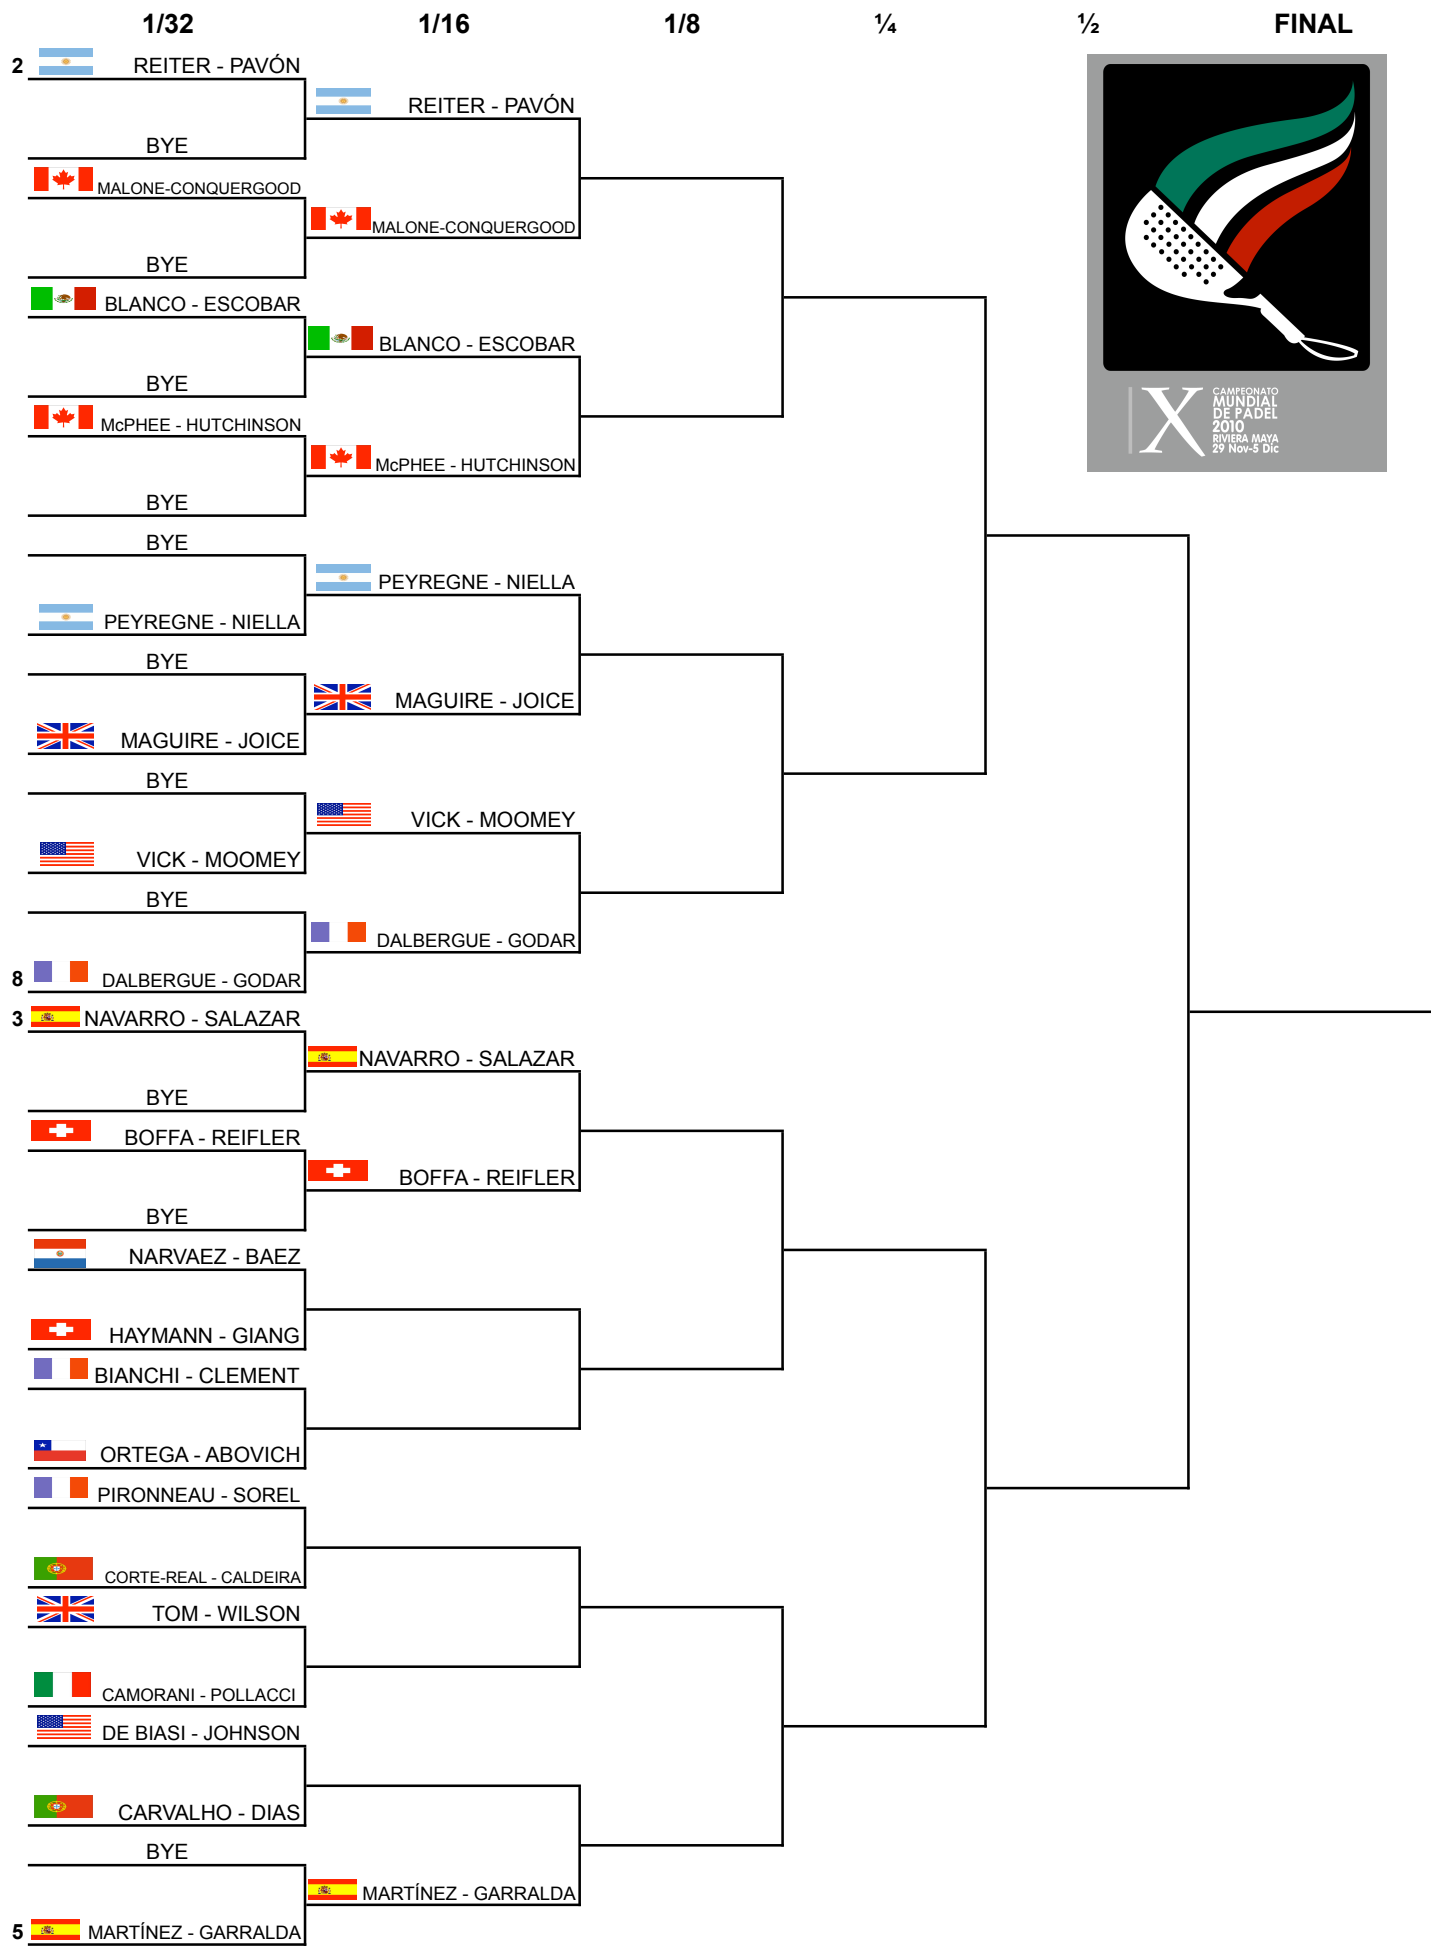 1/32 1/16 1/8 ¼ ½ FINAL
2 REITER - PAVÓN
REITER - PAVÓN
BYE
MALONE-CONQUERGOOD
MALONE-CONQUERGOOD
BYE
BLANCO - ESCOBAR
BLANCO - ESCOBAR
BYE
McPHEE - HUTCHINSON
McPHEE - HUTCHINSON
BYE
BYE
PEYREGNE - NIELLA
PEYREGNE - NIELLA
BYE
MAGUIRE - JOICE
MAGUIRE - JOICE
BYE
VICK - MOOMEY
VICK - MOOMEY
BYE
DALBERGUE - GODAR
8 DALBERGUE - GODAR
3 NAVARRO - SALAZAR
NAVARRO - SALAZAR
BYE
BOFFA - REIFLER
BOFFA - REIFLER
BYE
NARVAEZ - BAEZ
HAYMANN - GIANG
BIANCHI - CLEMENT
ORTEGA - ABOVICH
PIRONNEAU - SOREL
CORTE-REAL - CALDEIRA
TOM - WILSON
CAMORANI - POLLACCI
DE BIASI - JOHNSON
CARVALHO - DIAS
BYE
MARTÍNEZ - GARRALDA
5 MARTÍNEZ - GARRALDA
X
CAMPEONATO
MUNDIAL
DE PADEL
2010
RIVIERA MAYA
29 Nov-5 Dic